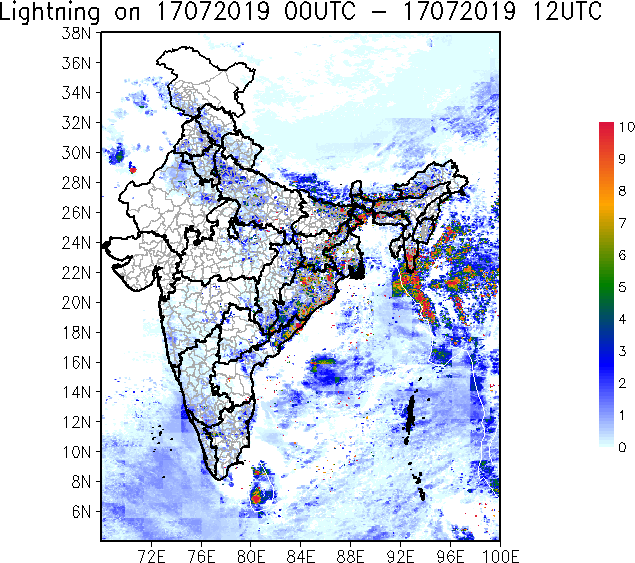 Lightning on 17072019 00UTC – 17072019 12UTC
38N
36N
34N
32N
30N
28N
26N
24N
22N
20N
18N
16N
14N
12N
10N
8N
6N
72E 76E 80E 84E 88E 92E 96E 100E
10
9
8
7
6
5
4
3
2
1
0